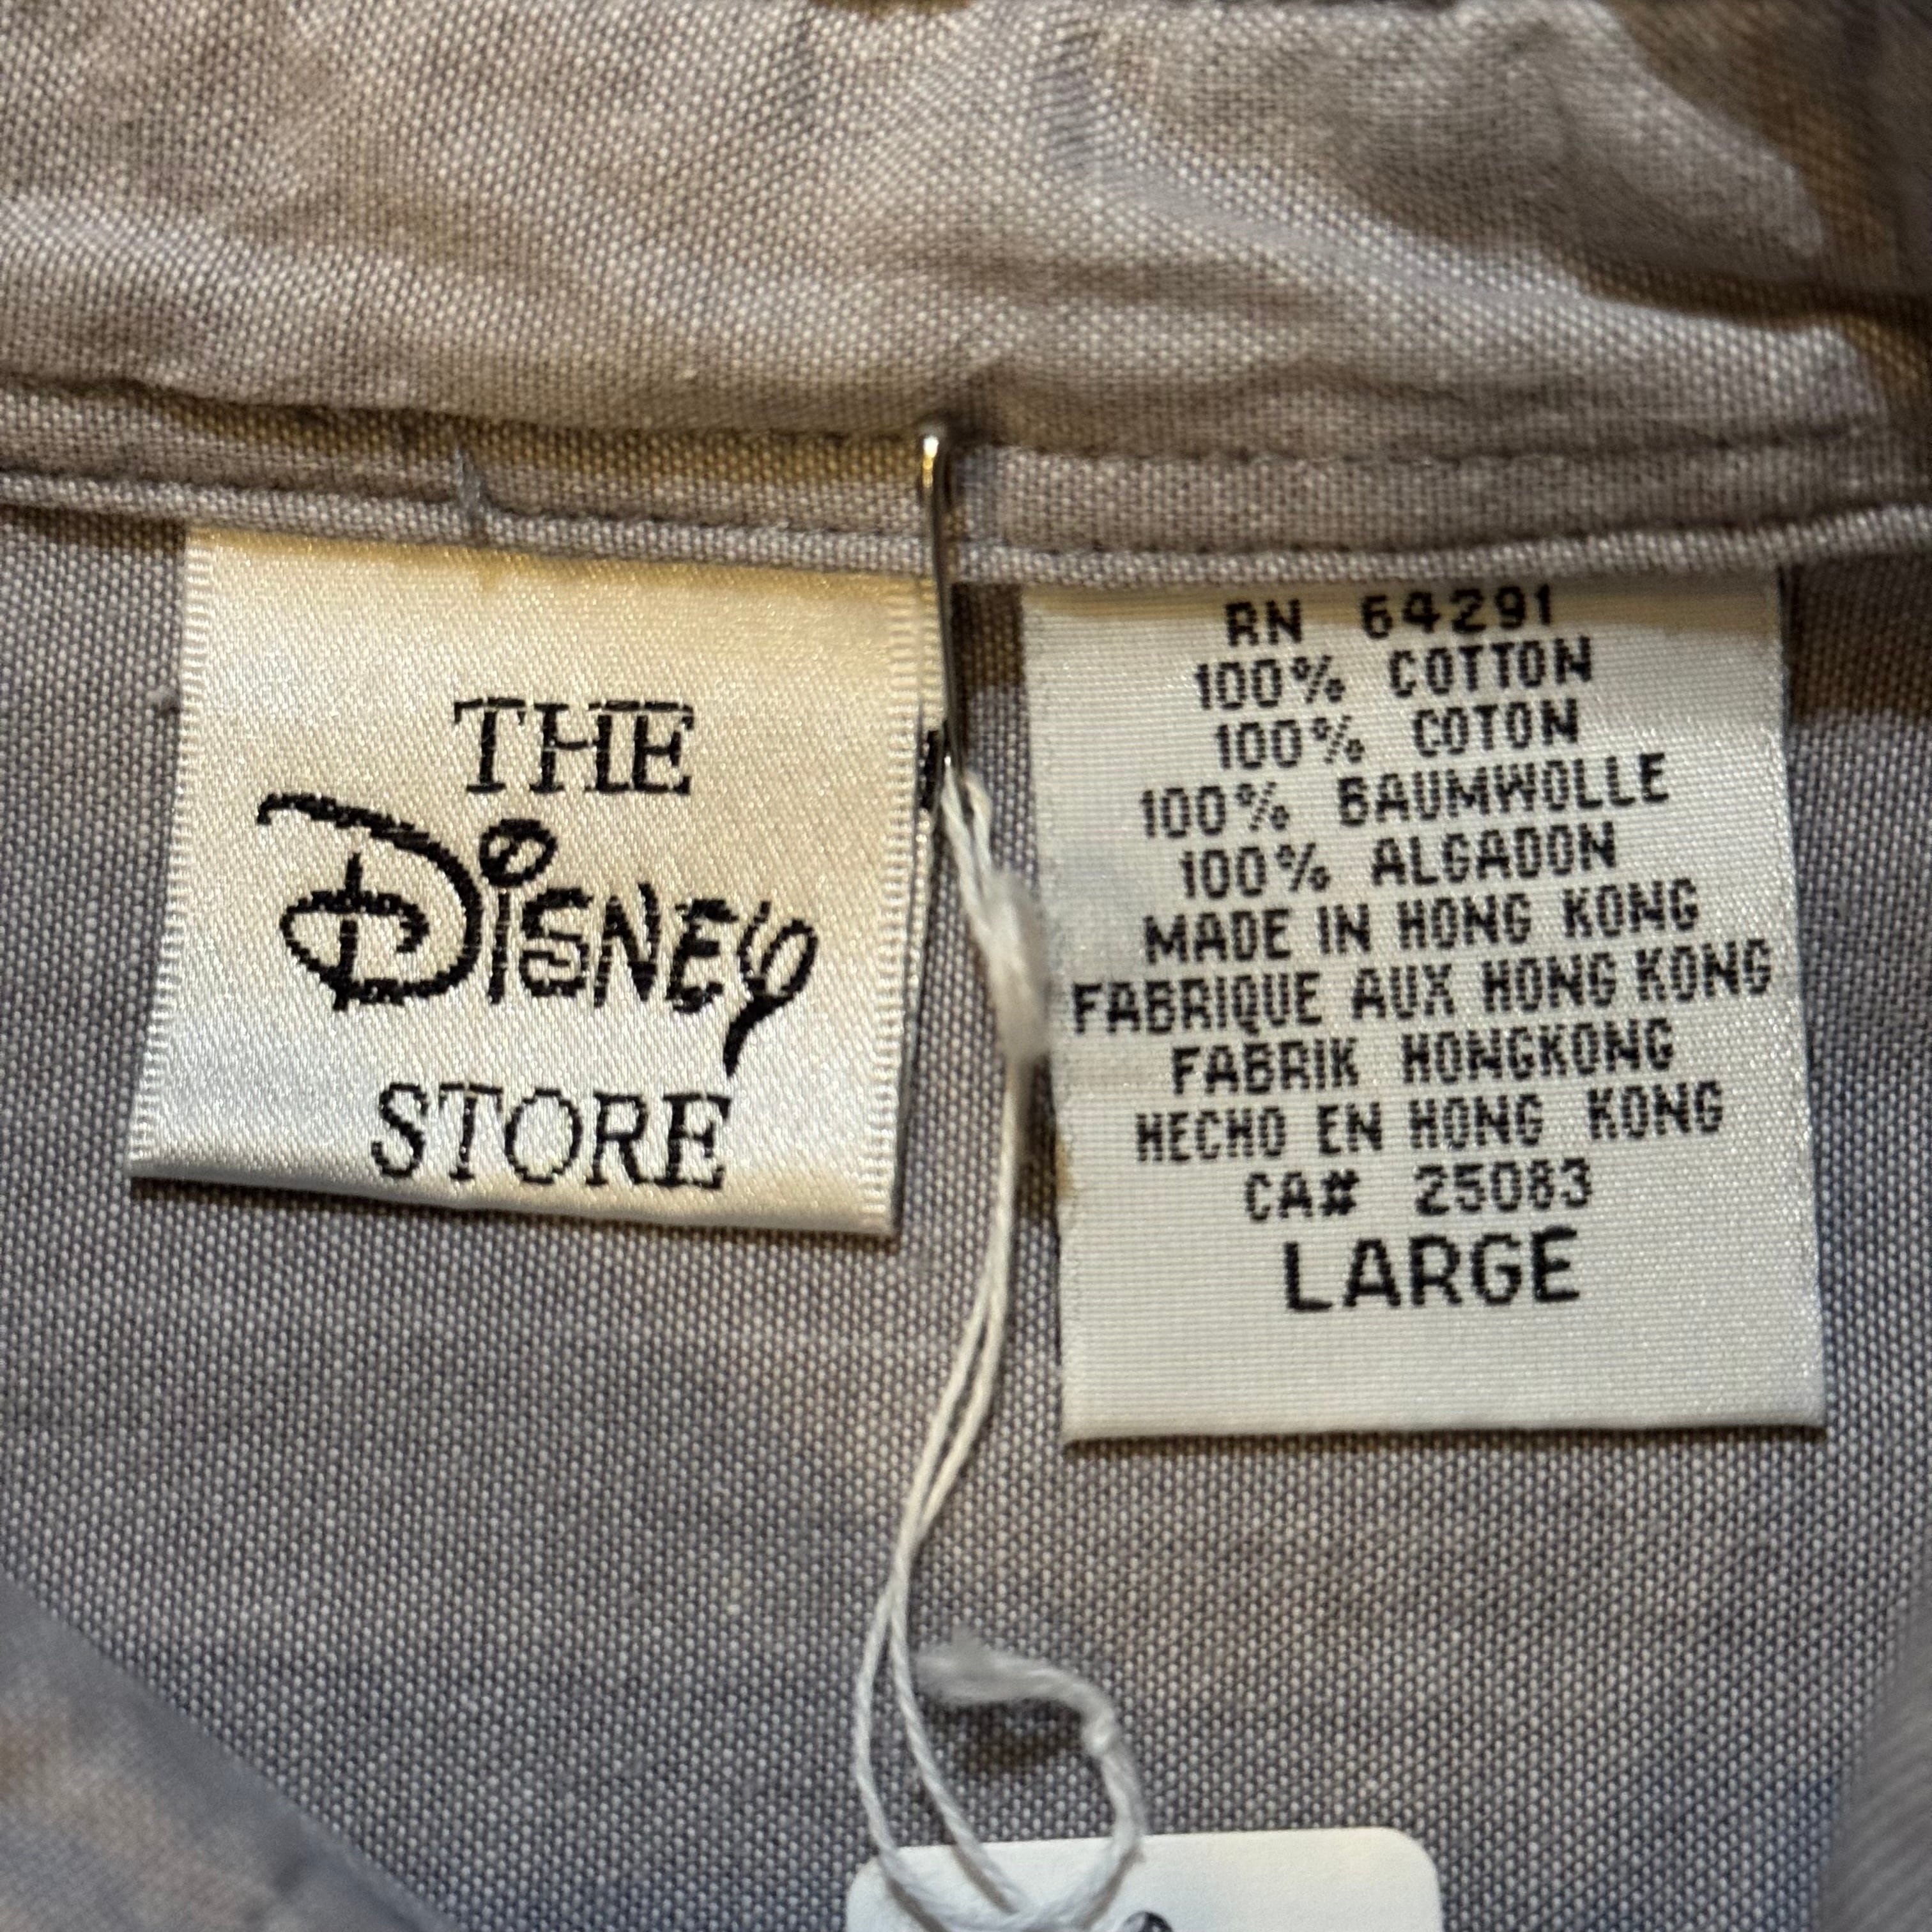 THE
DISNEY
STORE
RN 64291
100% COTTON
100% COTON
100% BAUMWOLLE
100% ALGADON
MADE IN HONG KONG
FABRIQUE AUX HONG KONG
FABRIK HONGKONG
HECHO EN HONG KONG
CA# 25083
LARGE